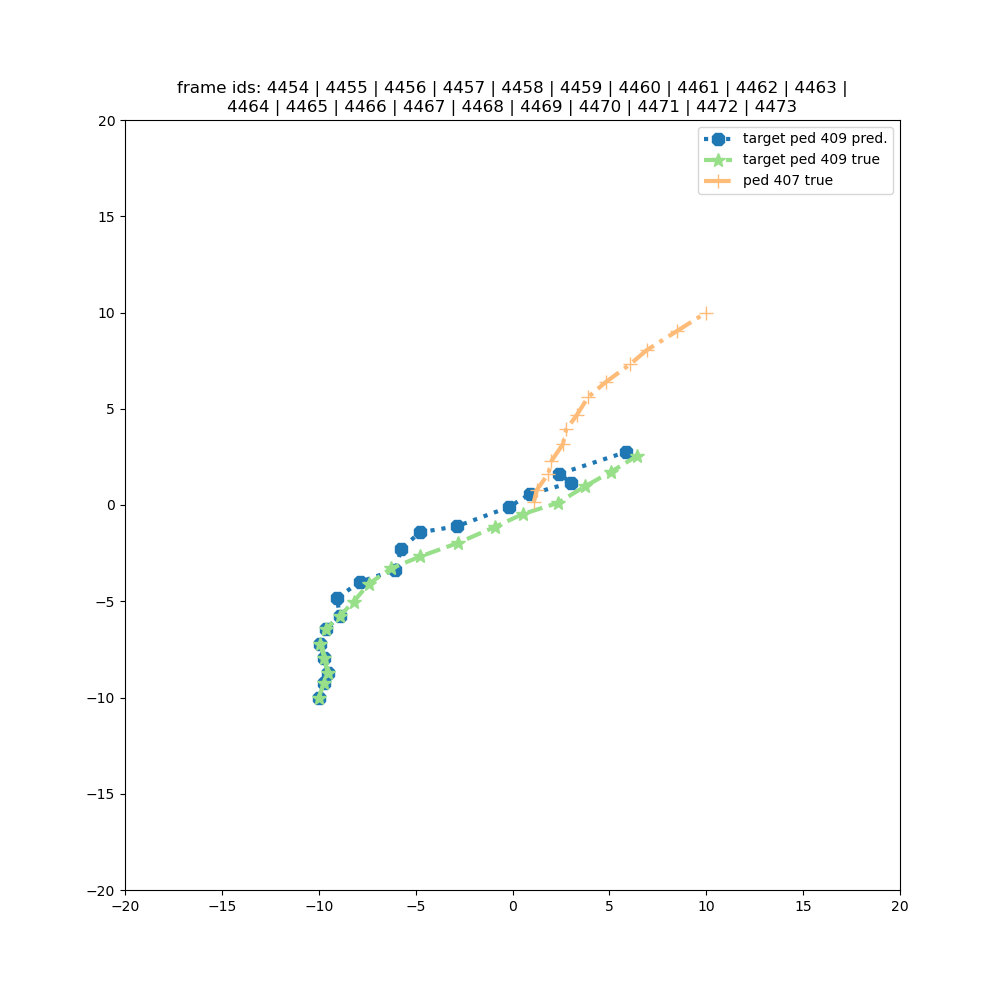 frame ids: 4454 | 4455 | 4456 | 4457 | 4458 | 4459 | 4460 | 4461 | 4462 | 4463 |
4464 | 4465 | 4466 | 4467 | 4468 | 4469 | 4470 | 4471 | 4472 | 4473
target ped 409 pred.
target ped 409 true
ped 407 true
20
15
10
5
0
−5
−10
−15
−20
−20 −15 −10 −5 0 5 10 15 20